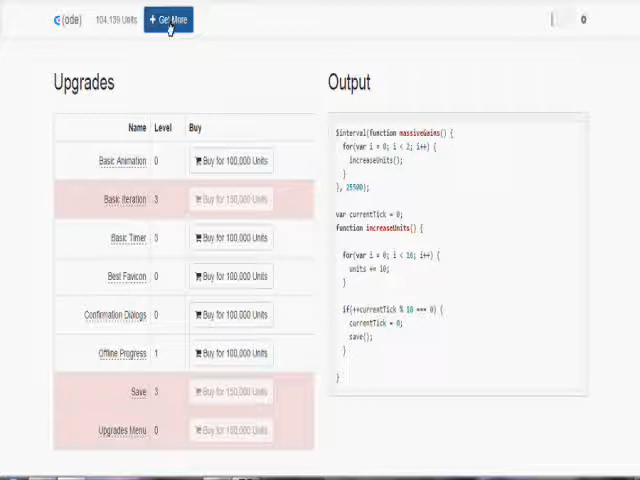 C (ode) 104,139 Units + Get More
Upgrades
Name Level Buy
Basic Animation 0 Buy for 100,000 Units
Basic Iteration 3 Buy for 150,000 Units
Basic Timer 3 Buy for 100,000 Units
Best Favicon 0 Buy for 100,000 Units
Confirmation Dialogs 0 Buy for 100,000 Units
Offline Progress 1 Buy for 100,000 Units
Save 3 Buy for 150,000 Units
Upgrades Menu 0 Buy for Units
Output
$interval(function massiveGains() {
for(var i = 0; i < 2; i++) {
increaseUnits();
}
}, 25500);
var currentTick = 0;
function increaseUnits() {
for(var i = 0; i < 10; i++) {
units += 10;
}
if(++currentTick % 10 === 0) {
currentTick = 0;
save();
}
}